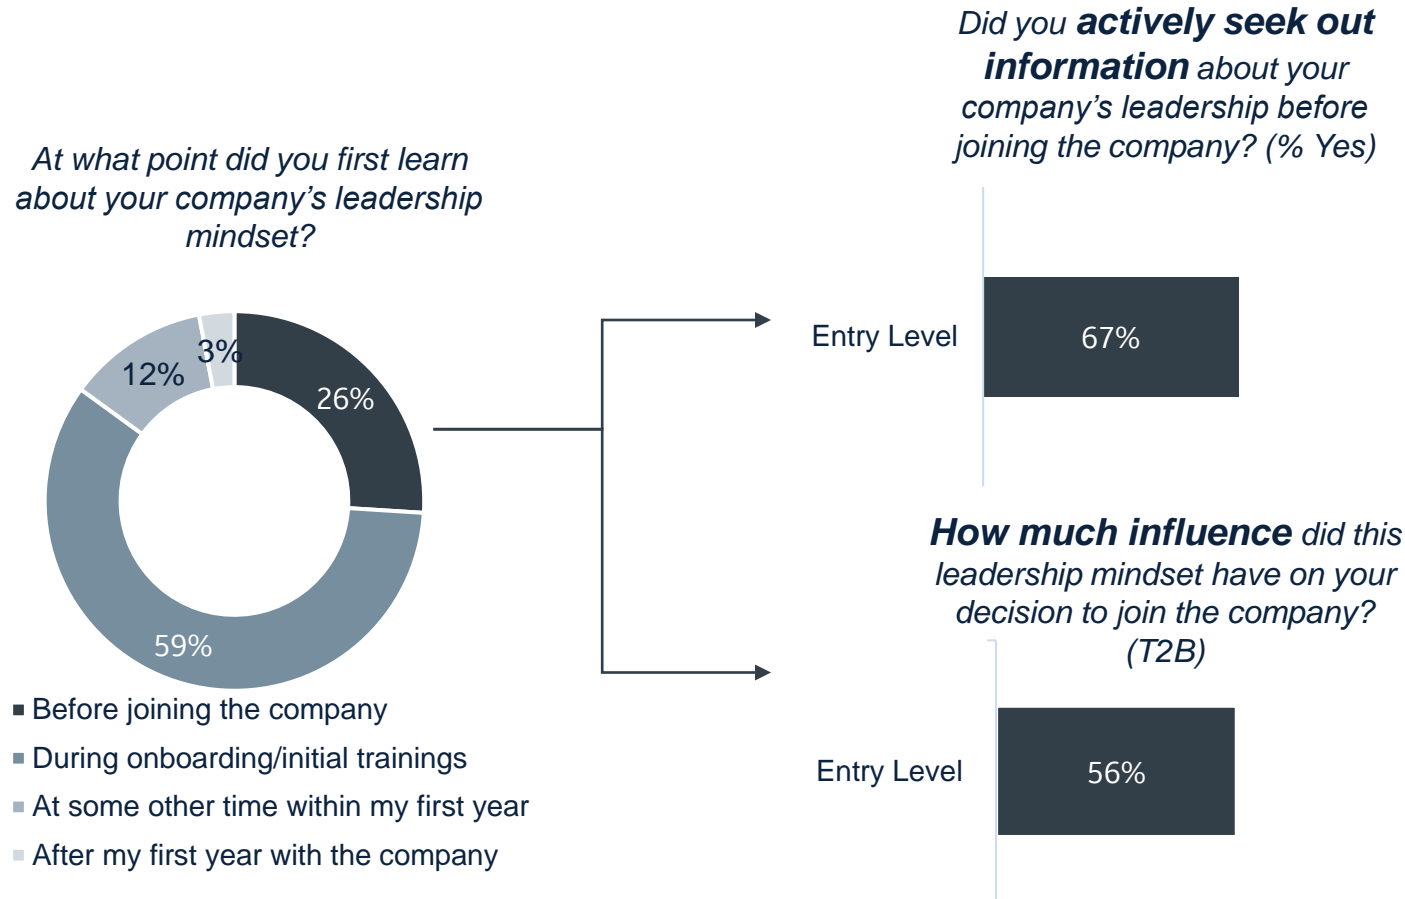 At what point did you first learn
about your company’s leadership
mindset?
3%
12%
26%
59%
Before joining the company
During onboarding/initial trainings
At some other time within my first year
After my first year with the company
Did you actively seek out
information about your
company’s leadership before
joining the company? (% Yes)
Entry Level
67%
How much influence did this
leadership mindset have on your
decision to join the company?
(T2B)
Entry Level
56%